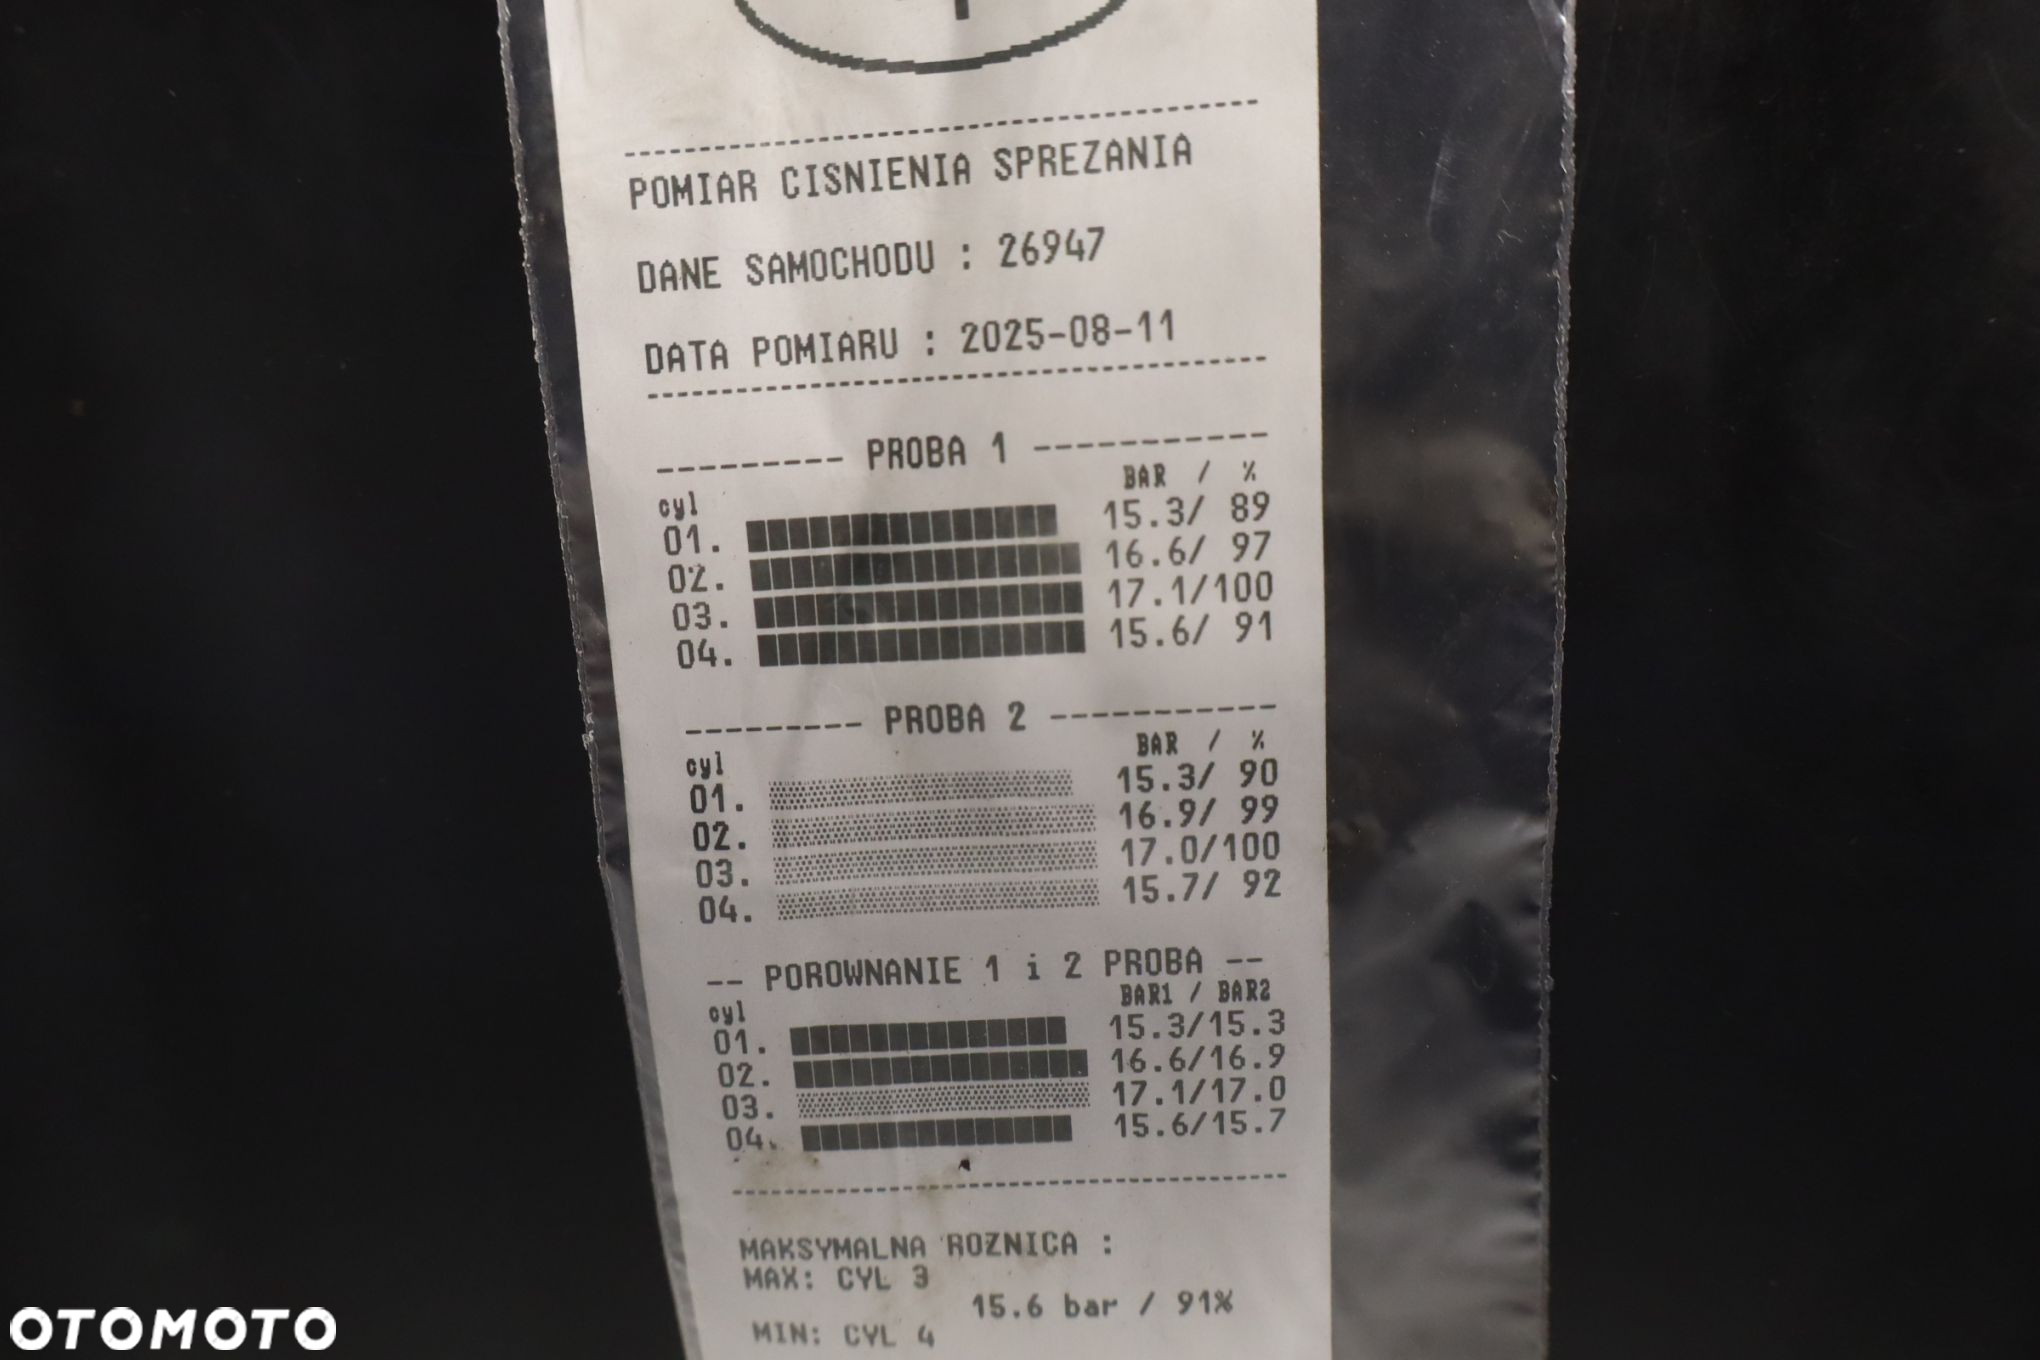 POMIAR CISNIENIA SPREZANIA
DANE SAMOCHODU : 26947
DATA POMIARU : 2025-08-11
--------- PROBA 1 -----------
BAR / %
cyl
01. 15.3/ 89
02. 16.6/ 97
03. 17.1/100
04. 15.6/ 91
--------- PROBA 2 -----------
BAR / %
cyl
01. 15.3/ 90
02. 16.9/ 99
03. 17.0/100
04. 15.7/ 92
-- POROWNANIE 1 i 2 PROBA --
BAR1 / BAR2
cyl
01. 15.3/15.3
02. 16.6/16.9
03. 17.1/17.0
04. 15.6/15.7
MAKSYMALNA ROZNICA :
MAX: CYL 3
15.6 bar / 91%
MIN: CYL 4
OTOMOTO